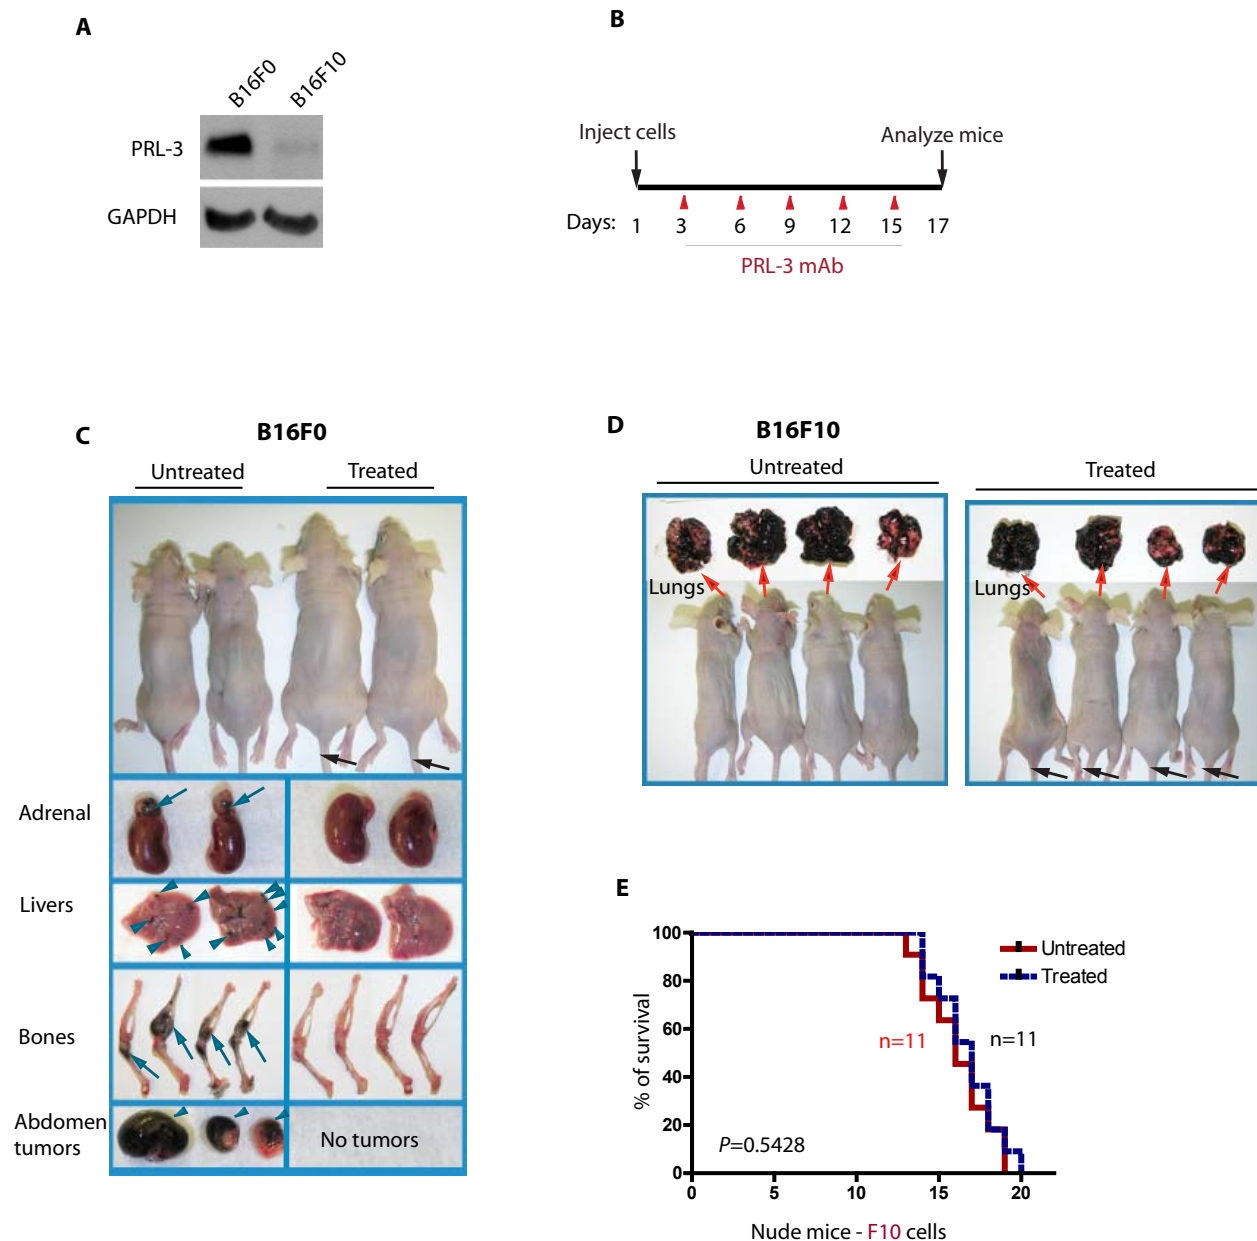 A
B16F0 B16F10
PRL-3
GAPDH
B
Inject cells
Analyze mice
Days: 1 3 6 9 12 15 17
PRL-3 mAb
C
B16F0
Untreated Treated
Adrenal
Livers
Bones
Abdomen
tumors
No tumors
D
B16F10
Untreated
Treated
Lungs
Lungs
E
100
80
60
40
20
0
% of survival
Untreated
Treated
n=11 n=11
P=0.5428
0 5 10 15 20
Nude mice - F10 cells